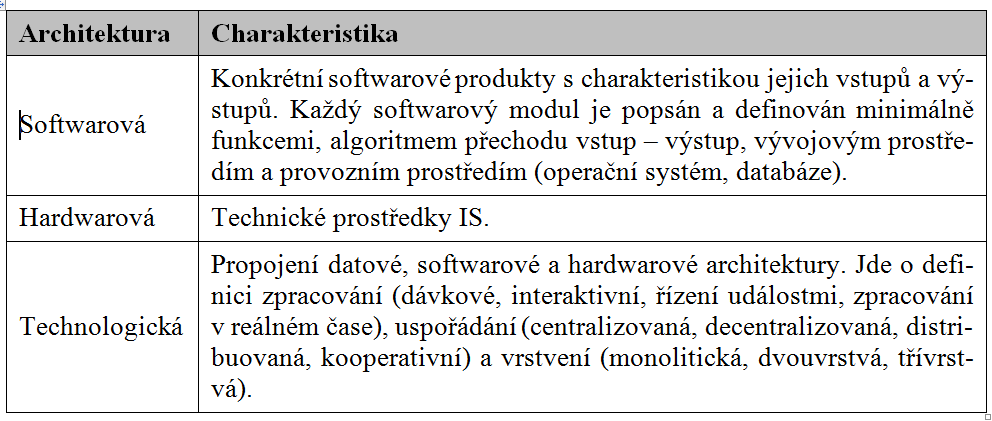 Architektura Charakteristika
Konkrétní softwarové produkty s charakteristikou jejich vstupů a vý-
stupů. Každý softwarový modul je popsán a definován minimálně
Softwarová
funkcemi, algoritmem přechodu vstup – výstup, vývojovým prostře-
dím a provozním prostředím (operační systém, databáze).
Hardwarová Technické prostředky IS.
Propojení datové, softwarové a hardwarové architektury. Jde o defi-
nici zpracování (dávkové, interaktivní, řízení událostmi, zpracování
Technologická v reálném čase), uspořádání (centralizovaná, decentralizovaná, distri-
buovaná, kooperativní) a vrstvení (monolitická, dvouvrstvá, třívrst-
vá).